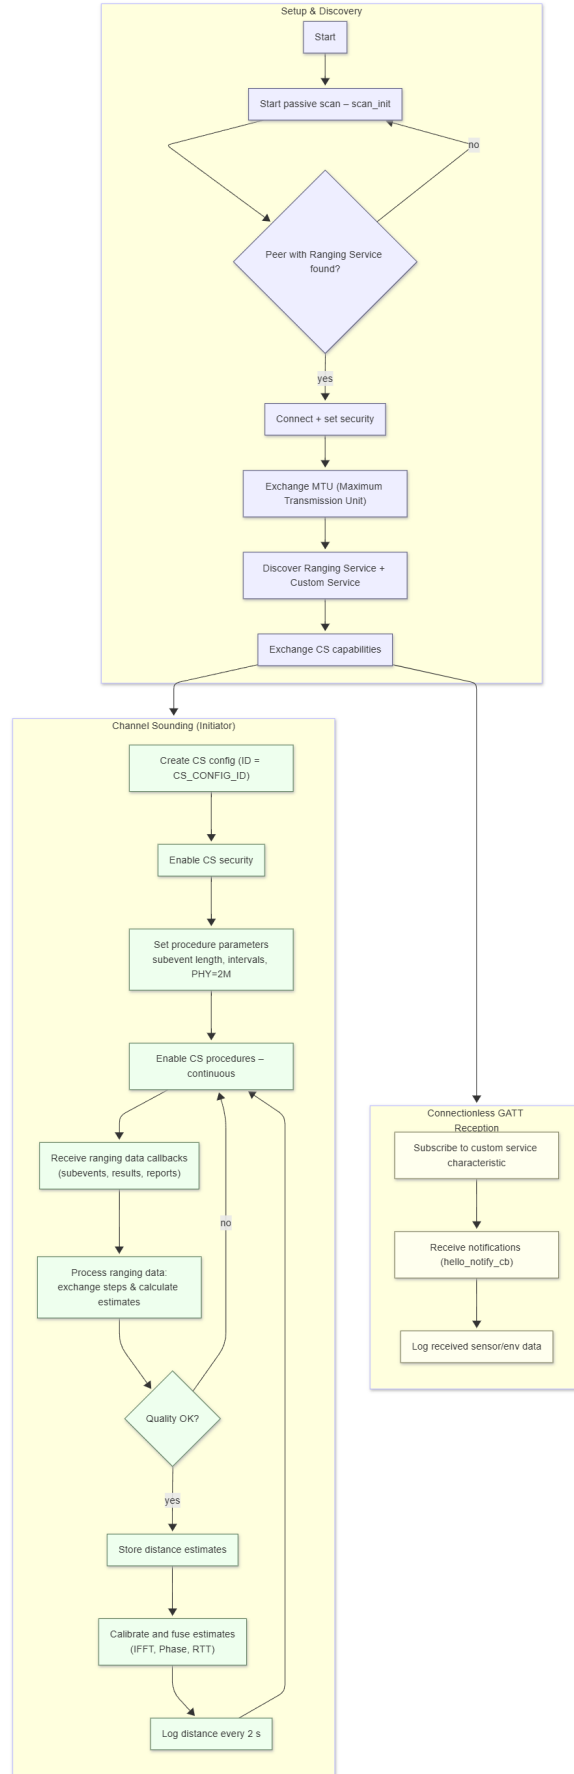 Setup & Discovery
Start
Start passive scan – scan_init
no
Peer with Ranging Service
found?
yes
Connect + set security
Exchange MTU (Maximum
Transmission Unit)
Discover Ranging Service +
Custom Service
Exchange CS capabilities
Channel Sounding (Initiator)
Create CS config (ID =
CS_CONFIG_ID)
Enable CS security
Set procedure parameters
subevent length, intervals,
PHY=2M
Enable CS procedures –
continuous
Receive ranging data callbacks
(subevents, results, reports)
no
Process ranging data:
exchange steps & calculate
estimates
Quality OK?
yes
Store distance estimates
Calibrate and fuse estimates
(IFFT, Phase, RTT)
Log distance every 2 s
Connectionless GATT
Reception
Subscribe to custom service
characteristic
Receive notifications
(hello_notify_cb)
Log received sensor/env data